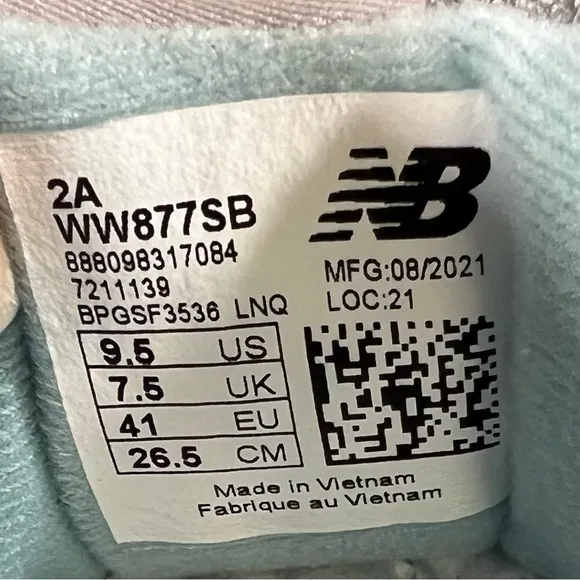 2A
WW877SB
888098317084
7211139
BPGSF3536 LNQ
NB
MFG:08/2021
LOC:21
9.5 US
7.5 UK
41 EU
26.5 CM
Made in Vietnam
Fabrique au Vietnam